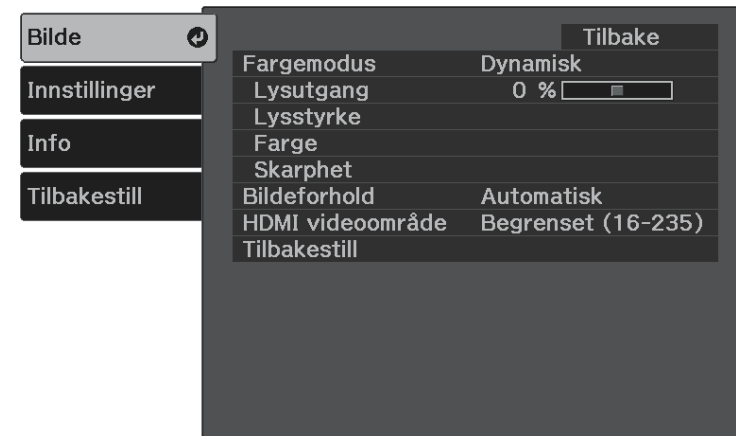 Bilde
Innstillinger
Info
Tilbakestill
Tilbake
Fargemodus Dynamisk
Lysutgang 0 %
Lysstyrke
Farge
Skarphet
Bildeforhold Automatisk
HDMI videoområde Begrenset (16-235)
Tilbakestill